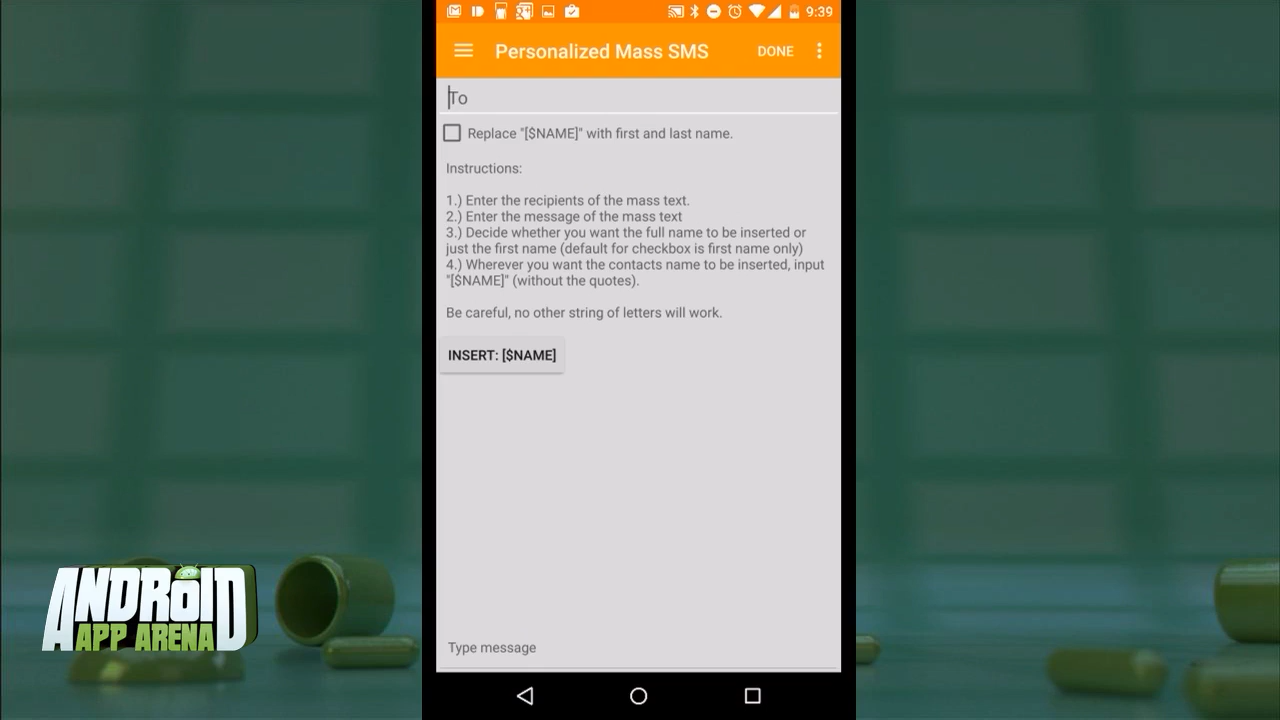 9:39
Personalized Mass SMS
DONE
To
Replace "[$NAME]" with first and last name.
Instructions:
1.) Enter the recipients of the mass text.
2.) Enter the message of the mass text
3.) Decide whether you want the full name to be inserted or
just the first name (default for checkbox is first name only)
4.) Wherever you want the contacts name to be inserted, input
"[$NAME]" (without the quotes).
Be careful, no other string of letters will work.
INSERT: [$NAME]
Type message
ANDROID
APP ARENA